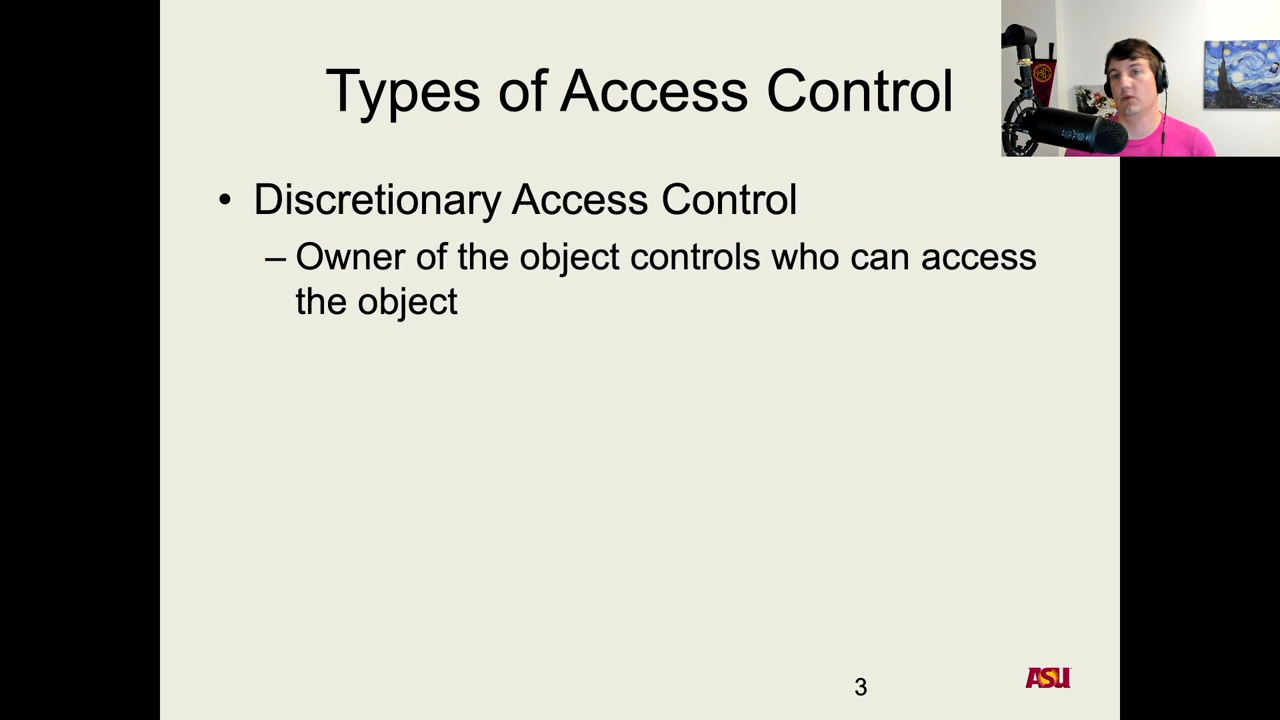 Types of Access Control
• Discretionary Access Control
– Owner of the object controls who can access
the object
3
ASU